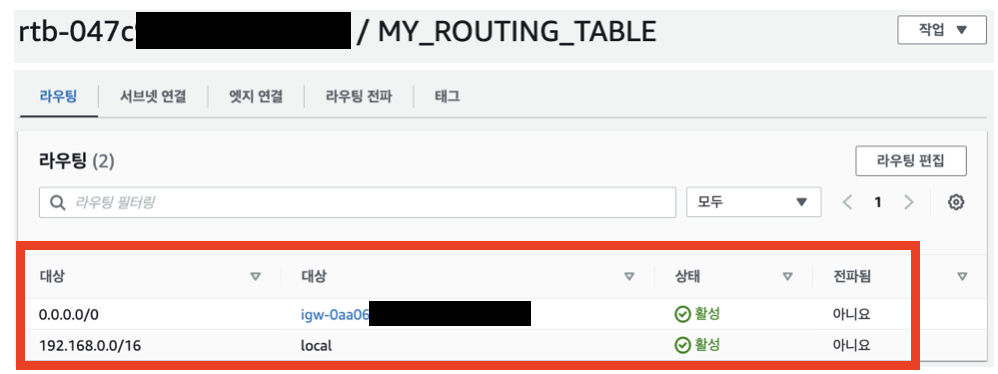 rtb-047c / MY_ROUTING_TABLE
작업
라우팅 서브넷 연결 엣지 연결 라우팅 전파 태그
라우팅 (2)
라우팅 편집
라우팅 필터링 모두 1
대상 대상 상태 전파됨
0.0.0.0/0 igw-0aa06 활성 아니요
192.168.0.0/16 local 활성 아니요